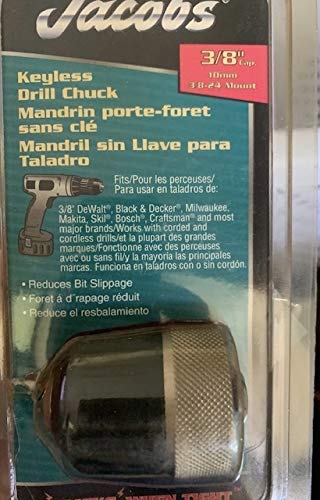 Jacobs
3/8" Cap.
10mm
3/8-24 Mount
Keyless
Drill Chuck
Mandrin porte-foret
sans clé
Mandril sin Llave para
Taladro
Fits/Pour les perceuses/
Para usar en taladros de:
3/8" DeWalt®, Black & Decker®, Milwaukee,
Makita, Skil®, Bosch®, Craftsman® and most
major brands/Works with corded and
cordless drills/et la plupart des grandes
marques/Fonctionne avec des perceuses
avec ou sans fil/y la mayoría las principales
marcas. Funciona en taladros con o sin cordón.
• Reduces Bit Slippage
• Foret á d´rapage réduit
• Reduce el resbalamiento